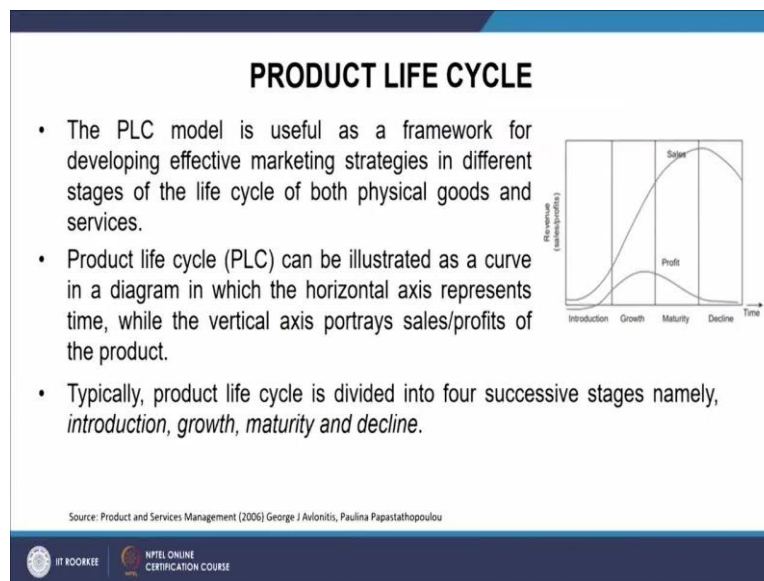 PRODUCT LIFE CYCLE
• The PLC model is useful as a framework for
developing effective marketing strategies in different
stages of the life cycle of both physical goods and
services.
• Product life cycle (PLC) can be illustrated as a curve
in a diagram in which the horizontal axis represents
time, while the vertical axis portrays sales/profits of
the product.
Revenue
(sales/profits)
Sales
Profit
Introduction Growth Maturity Decline Time
• Typically, product life cycle is divided into four successive stages namely,
introduction, growth, maturity and decline.
Source: Product and Services Management (2006) George J Avlonitis, Paulina Papastathopoulou
IIT ROORKEE
NPTEL ONLINE
CERTIFICATION COURSE